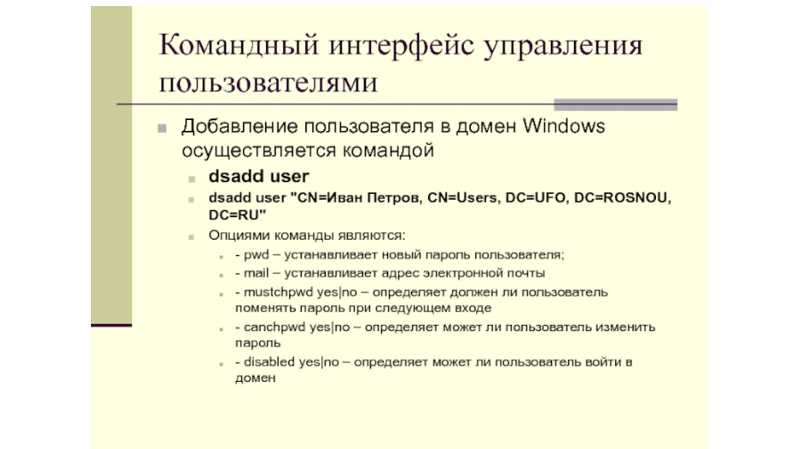 Командный интерфейс управления
пользователями
Добавление пользователя в домен Windows
осуществляется командой
dsadd user
dsadd user "CN=Иван Петров, CN=Users, DC=UFO, DC=ROSNOU,
DC=RU"
Опциями команды являются:
- pwd – устанавливает новый пароль пользователя;
- mail – устанавливает адрес электронной почты
- mustchpwd yes|no – определяет должен ли пользователь
поменять пароль при следующем входе
- canchpwd yes|no – определяет может ли пользователь изменить
пароль
- disabled yes|no – определяет может ли пользователь войти в
домен